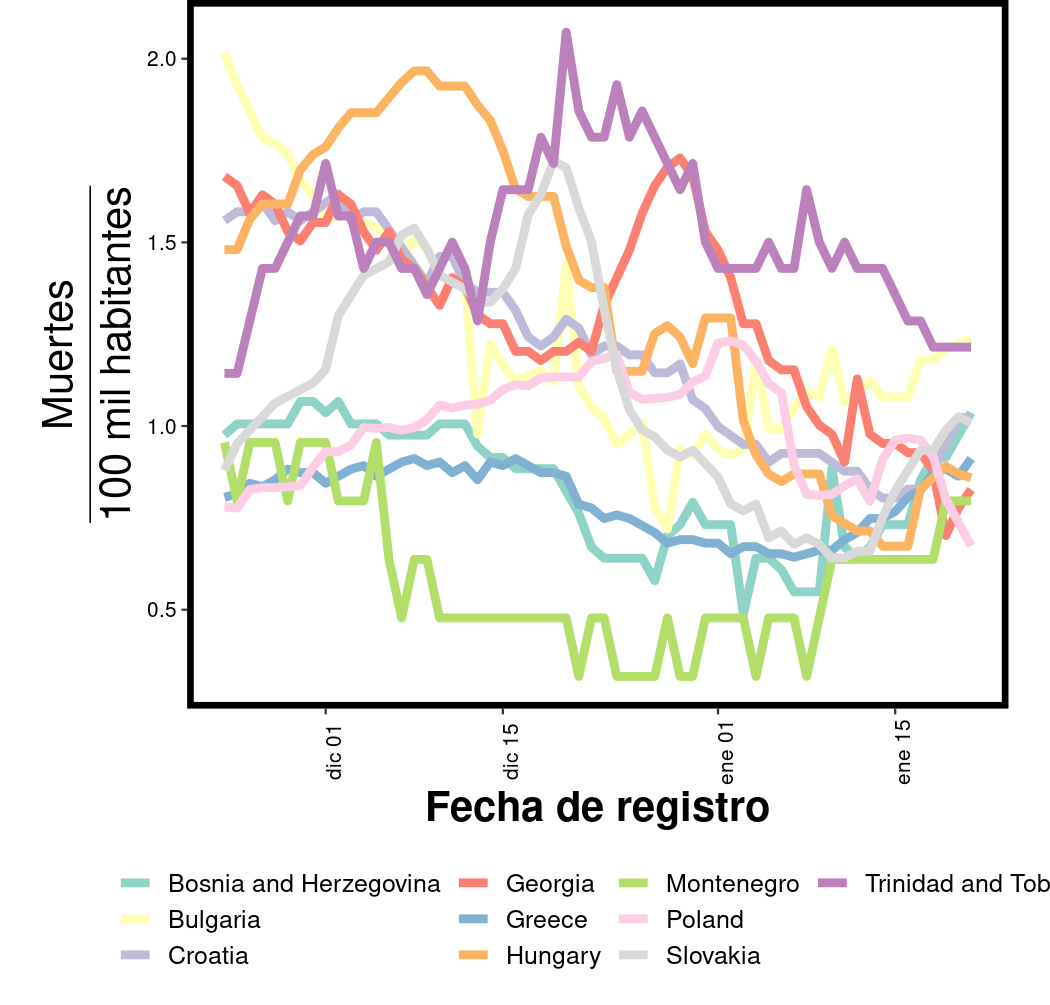 2.0
1.5
1.0
0.5
Muertes
100 mil habitantes
dic 01
dic 15
ene 01
ene 15
Fecha de registro
Bosnia and Herzegovina
Georgia
Montenegro
Trinidad and Tob
Bulgaria
Greece
Poland
Croatia
Hungary
Slovakia